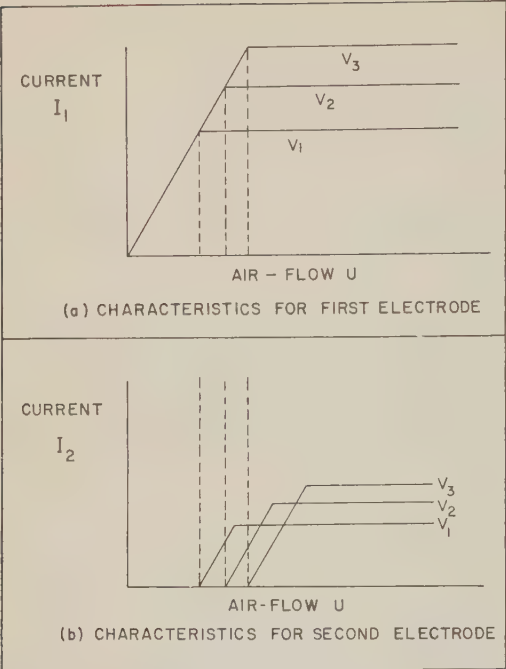 CURRENT
I₁
V₃
V₂
V₁
AIR - FLOW U
(a) CHARACTERISTICS FOR FIRST ELECTRODE
CURRENT
I₂
V₃
V₂
V₁
AIR-FLOW U
(b) CHARACTERISTICS FOR SECOND ELECTRODE